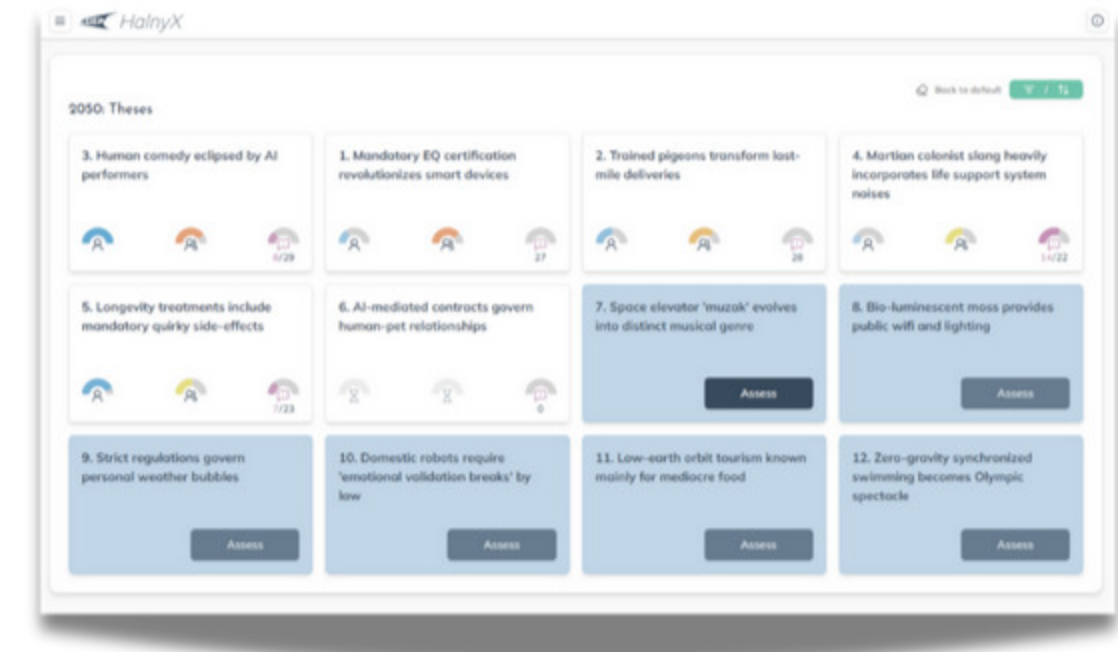 HalnyX
Back to default
2050: Theses
3. Human comedy eclipsed by AI
performers
6/29
1. Mandatory EQ certification
revolutionizes smart devices
27
2. Trained pigeons transform last-
mile deliveries
28
4. Martian colonist slang heavily
incorporates life support system
noises
14/22
5. Longevity treatments include
mandatory quirky side-effects
7/23
6. AI-mediated contracts govern
human-pet relationships
0
7. Space elevator 'muzak' evolves
into distinct musical genre
Assess
8. Bio-luminescent moss provides
public wifi and lighting
Assess
9. Strict regulations govern
personal weather bubbles
Assess
10. Domestic robots require
'emotional validation breaks' by
law
Assess
11. Low-earth orbit tourism known
mainly for mediocre food
Assess
12. Zero-gravity synchronized
swimming becomes Olympic
spectacle
Assess